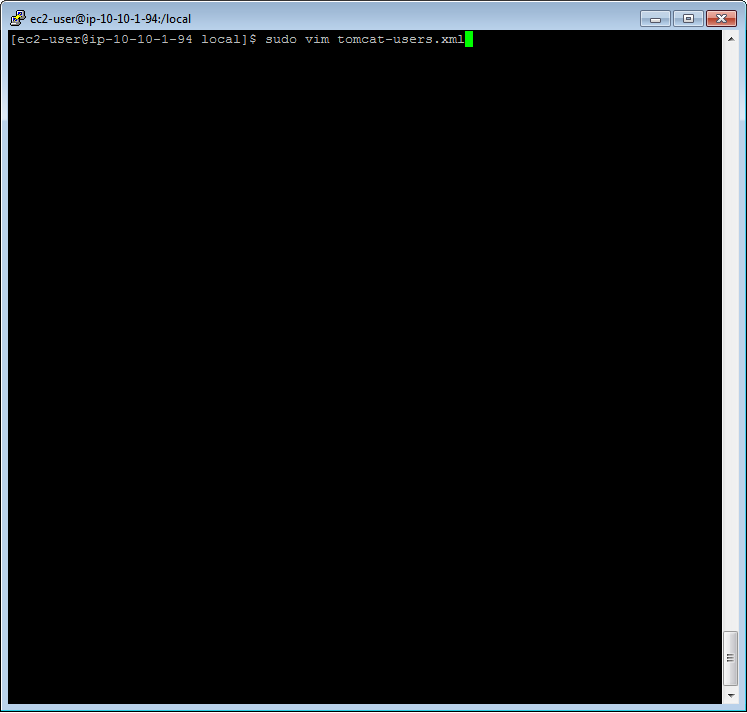 ec2-user@ip-10-10-1-94:/local
[ec2-user@ip-10-10-1-94 local]$ sudo vim tomcat-users.xml